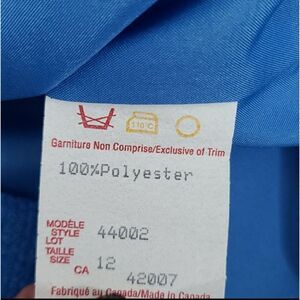 110°C
Garniture Non Comprise/Exclusive of Trim
100%Polyester
MODÈLE
STYLE 44002
LOT
TAILLE
SIZE 12
CA 42007
Fabriqué au Canada/Made in Canada